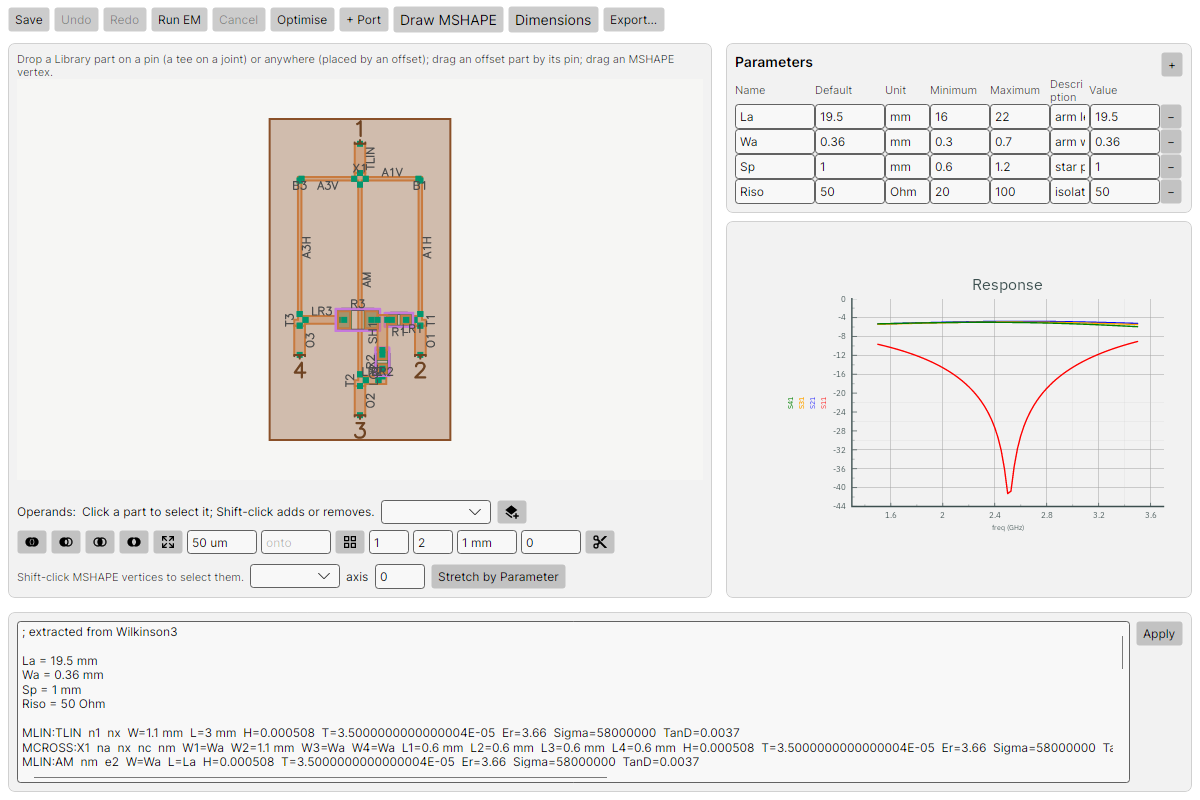 Save Undo Redo Run EM Cancel Optimise + Port Draw MSHAPE Dimensions Export...
Drop a Library part on a pin (a tee on a joint) or anywhere (placed by an offset); drag an offset part by its pin; drag an MSHAPE
vertex.
1
TLIN
X1
A1V
B3 A3V B1
A3H
A1H
AM
R3
LR3
T3
T1
SH1
R1
LR1
O3
O1
4
2
R2
T2
O2
3
Operands: Click a part to select it; Shift-click adds or removes.
50 um onto 1 2 1 mm 0
Shift-click MSHAPE vertices to select them. axis 0 Stretch by Parameter
Parameters +
Name Default Unit Minimum Maximum Descri
ption Value
La 19.5 mm 16 22 arm 19.5 −
Wa 0.36 mm 0.3 0.7 arm 0.36 −
Sp 1 mm 0.6 1.2 star 1 −
Riso 50 Ohm 20 100 isolat 50 −
Response
0
-4
-8
-12
-16
-20
-24
-28
-32
-36
-40
-44
S41 S31 S21 S11
1.6 2 2.4 2.8 3.2 3.6
freq (GHz)
; extracted from Wilkinson3
La = 19.5 mm
Wa = 0.36 mm
Sp = 1 mm
Riso = 50 Ohm
MLIN:TLIN n1 nx W=1.1 mm L=3 mm H=0.000508 T=3.5000000000000004E-05 Er=3.66 Sigma=58000000 TanD=0.0037
MCROSS:X1 na nx nc nm W1=Wa W2=1.1 mm W3=Wa W4=Wa L1=0.6 mm L2=0.6 mm L3=0.6 mm L4=0.6 mm H=0.000508 T=3.5000000000000004E-05 Er=3.66 Sigma=58000000
MLIN:AM nm e2 W=Wa L=La H=0.000508 T=3.5000000000000004E-05 Er=3.66 Sigma=58000000 TanD=0.0037
Apply